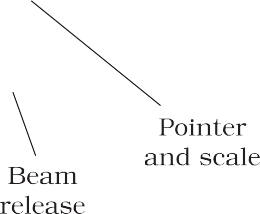 Pointer
and scale
Beam
release